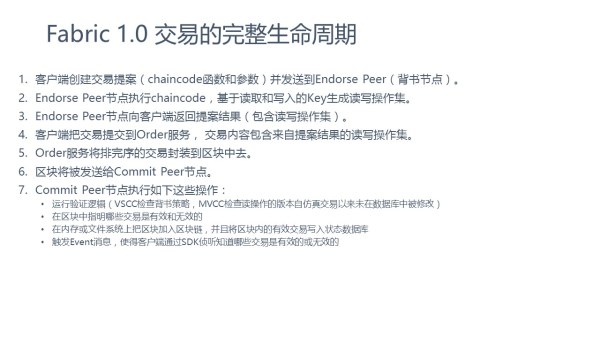 Fabric 1.0 交易的完整生命周期
1. 客户端创建交易提案（chaincode函数和参数）并发送到Endorse Peer（背书节点）。
2. Endorse Peer节点执行chaincode，基于读取和写入的Key生成读写操作集。
3. Endorse Peer节点向客户端返回提案结果（包含读写操作集）。
4. 客户端把交易提交到Order服务， 交易内容包含来自提案结果的读写操作集。
5. Order服务将排完序的交易封装到区块中去。
6. 区块将被发送给Commit Peer节点。
7. Commit Peer节点执行如下这些操作：
• 运行验证逻辑（VSCC检查背书策略，MVCC检查读操作的版本自仿真交易以来未在数据库中被修改）
• 在区块中指明哪些交易是有效和无效的
• 在内存或文件系统上把区块加入区块链，并且将区块内的有效交易写入状态数据库
• 触发Event消息，使得客户端通过SDK侦听知道哪些交易是有效的或无效的